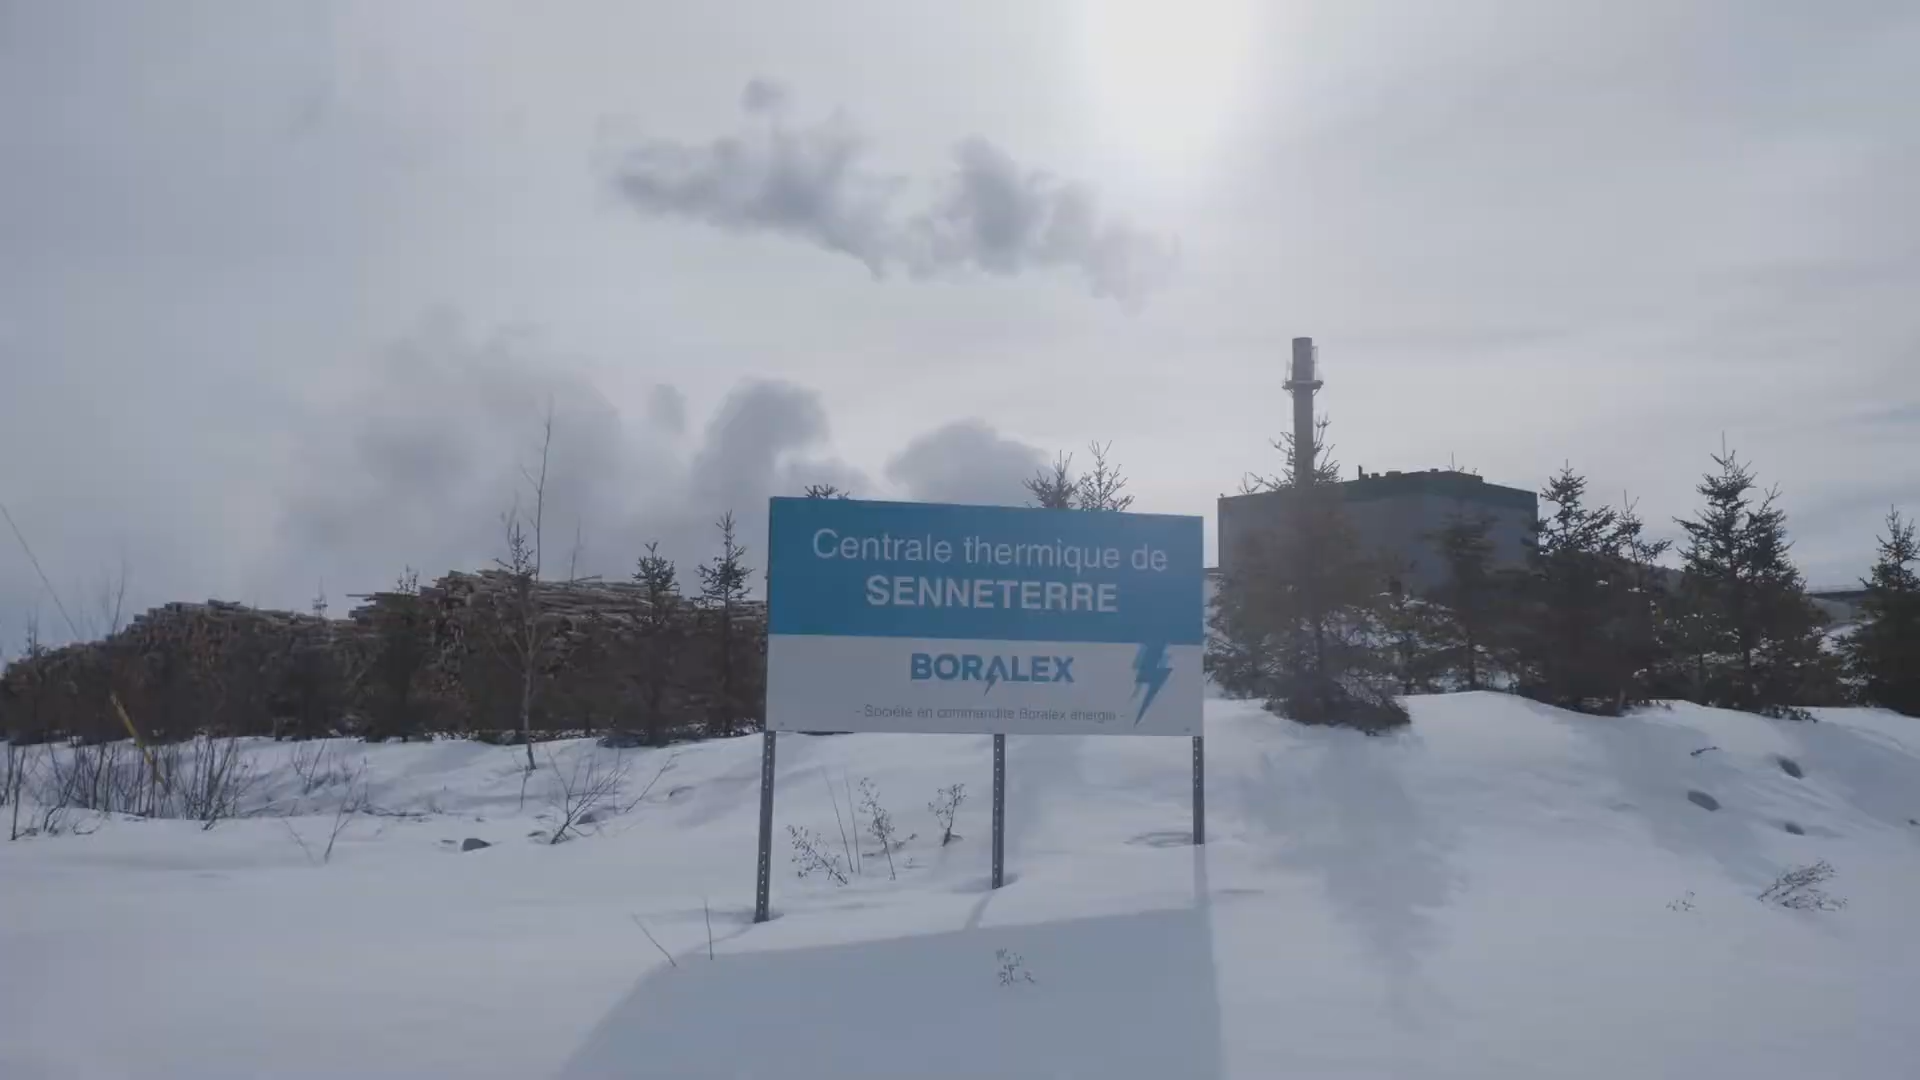 Centrale thermique de
SENNETERRE
BORALEX
- Société en commandite Boralex énergie -